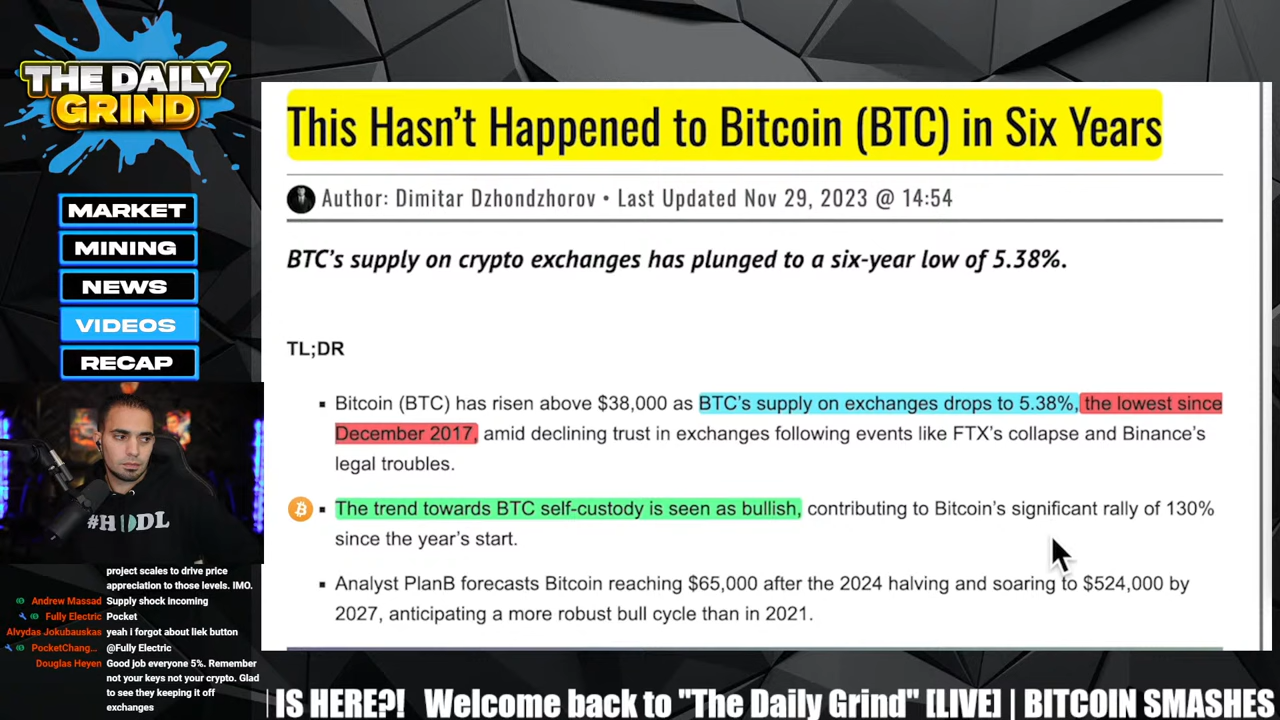 THE DAILY
GRIND
MARKET
MINING
NEWS
VIDEOS
RECAP
This Hasn't Happened to Bitcoin (BTC) in Six Years
Author: Dimitar Dzhondzhorov • Last Updated Nov 29, 2023 @ 14:54
BTC's supply on crypto exchanges has plunged to a six-year low of 5.38%.
TL;DR
Bitcoin (BTC) has risen above $38,000 as BTC's supply on exchanges drops to 5.38%, the lowest since
December 2017, amid declining trust in exchanges following events like FTX's collapse and Binance's
legal troubles.
The trend towards BTC self-custody is seen as bullish, contributing to Bitcoin's significant rally of 130%
since the year's start.
Analyst PlanB forecasts Bitcoin reaching $65,000 after the 2024 halving and soaring to $524,000 by
2027, anticipating a more robust bull cycle than in 2021.
#HODL
project scales to drive price
appreciation to those levels. IMO.
Andrew Massad Supply shock incoming
Fully Electric Pocket
Alvydas Jokubauskas yeah i forgot about liek button
PocketChang... @Fully Electric
Douglas Heyen Good job everyone 5%. Remember
not your keys not your crypto. Glad
to see they keeping it off
exchanges
IS HERE?! Welcome back to "The Daily Grind" [LIVE] | BITCOIN SMASHES